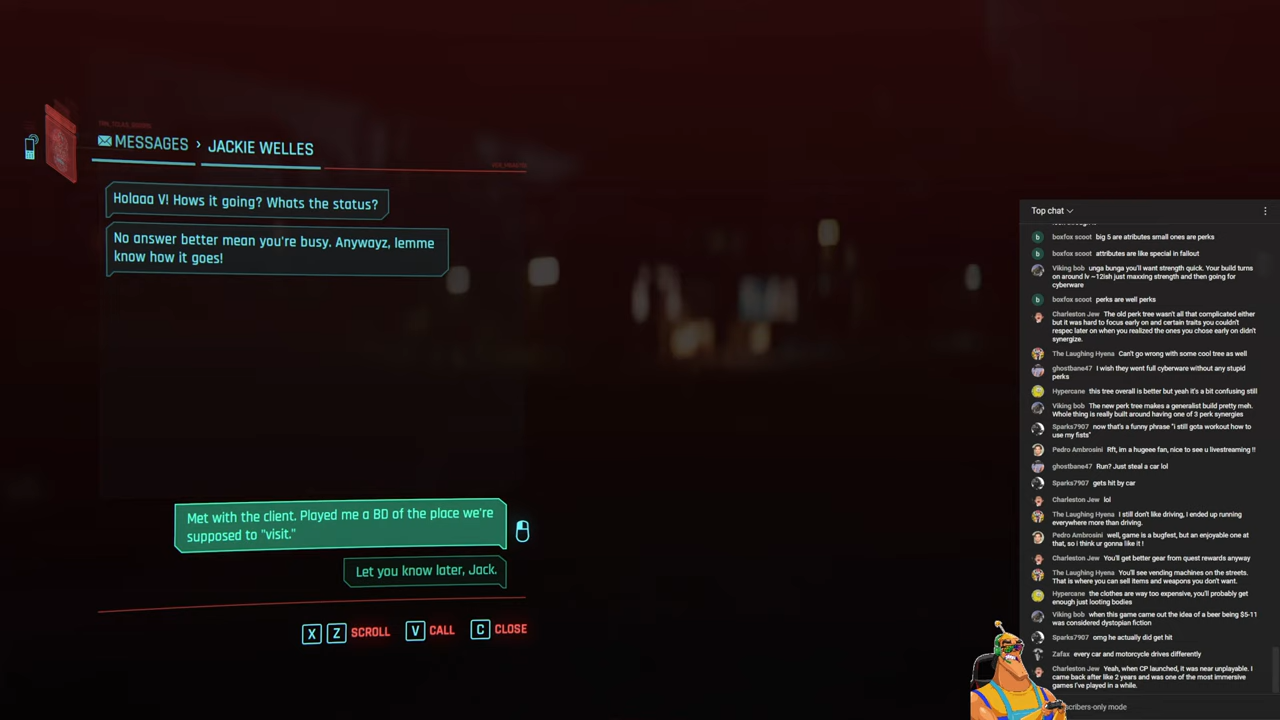 MESSAGES › JACKIE WELLES
Holaaa V! Hows it going? Whats the status?
No answer better mean you're busy. Anywayz, lemme
know how it goes!
Met with the client. Played me a BD of the place we're
supposed to "visit."
Let you know later, Jack.
X Z SCROLL V CALL C CLOSE
Top chat
boxfox scoot big 5 are atributes small ones are perks
boxfox scoot attributes are like special in fallout
Viking bob unga bunga you'll want strength quick. Your build turns
on around lv ~12ish just maxxing strength and then going for
cyberware
boxfox scoot perks are well perks
Charleston Jew The old perk tree wasn't all that complicated either
but it was hard to focus early on and certain traits you couldn't
respec later on when you realized the ones you chose early on didn't
synergize.
The Laughing Hyena Can't go wrong with some cool tree as well
ghostbane47 I wish they went full cyberware without any stupid
perks
Hypercane this tree overall is better but yeah it's a bit confusing still
Viking bob The new perk tree makes a generalist build pretty meh.
Whole thing is really built around having one of 3 perk synergies
Sparks7907 now that's a funny phrase "i still gota workout how to
use my fists"
Pedro Ambrosini Rft, Im a hugeee fan, nice to see u livestreaming !!
ghostbane47 Run? Just steal a car lol
Sparks7907 gets hit by car
Charleston Jew lol
The Laughing Hyena I still don't like driving, I ended up running
everywhere more than driving.
Pedro Ambrosini well, game is a bugfest, but an enjoyable one at
that, so i think ur gonna like it !
Charleston Jew You'll get better gear from quest rewards anyway
The Laughing Hyena You'll see vending machines on the streets.
That is where you can sell items and weapons you don't want.
Hypercane the clothes are way too expensive, you'll probably get
enough just looting bodies
Viking bob when this game came out the idea of a beer being $5-11
was considered dystopian fiction
Sparks7907 omg he actually did get hit
Zafax every car and motorcycle drives differently
Charleston Jew Yeah, when CP launched, it was near unplayable. I
came back after like 2 years and was one of the most immersive
games I've played in a while.
scribers-only mode